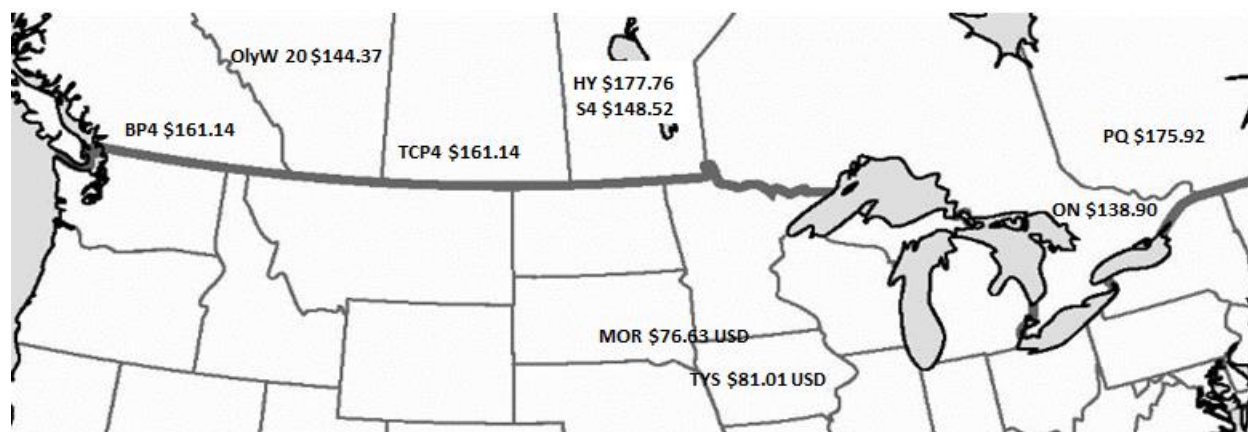 OlyW 20 $144.37
HY $177.76
S4 $148.52
BP4 $161.14
TCP4 $161.14
PQ $175.92
ON $138.90
MOR $76.63 USD
TYS $81.01 USD